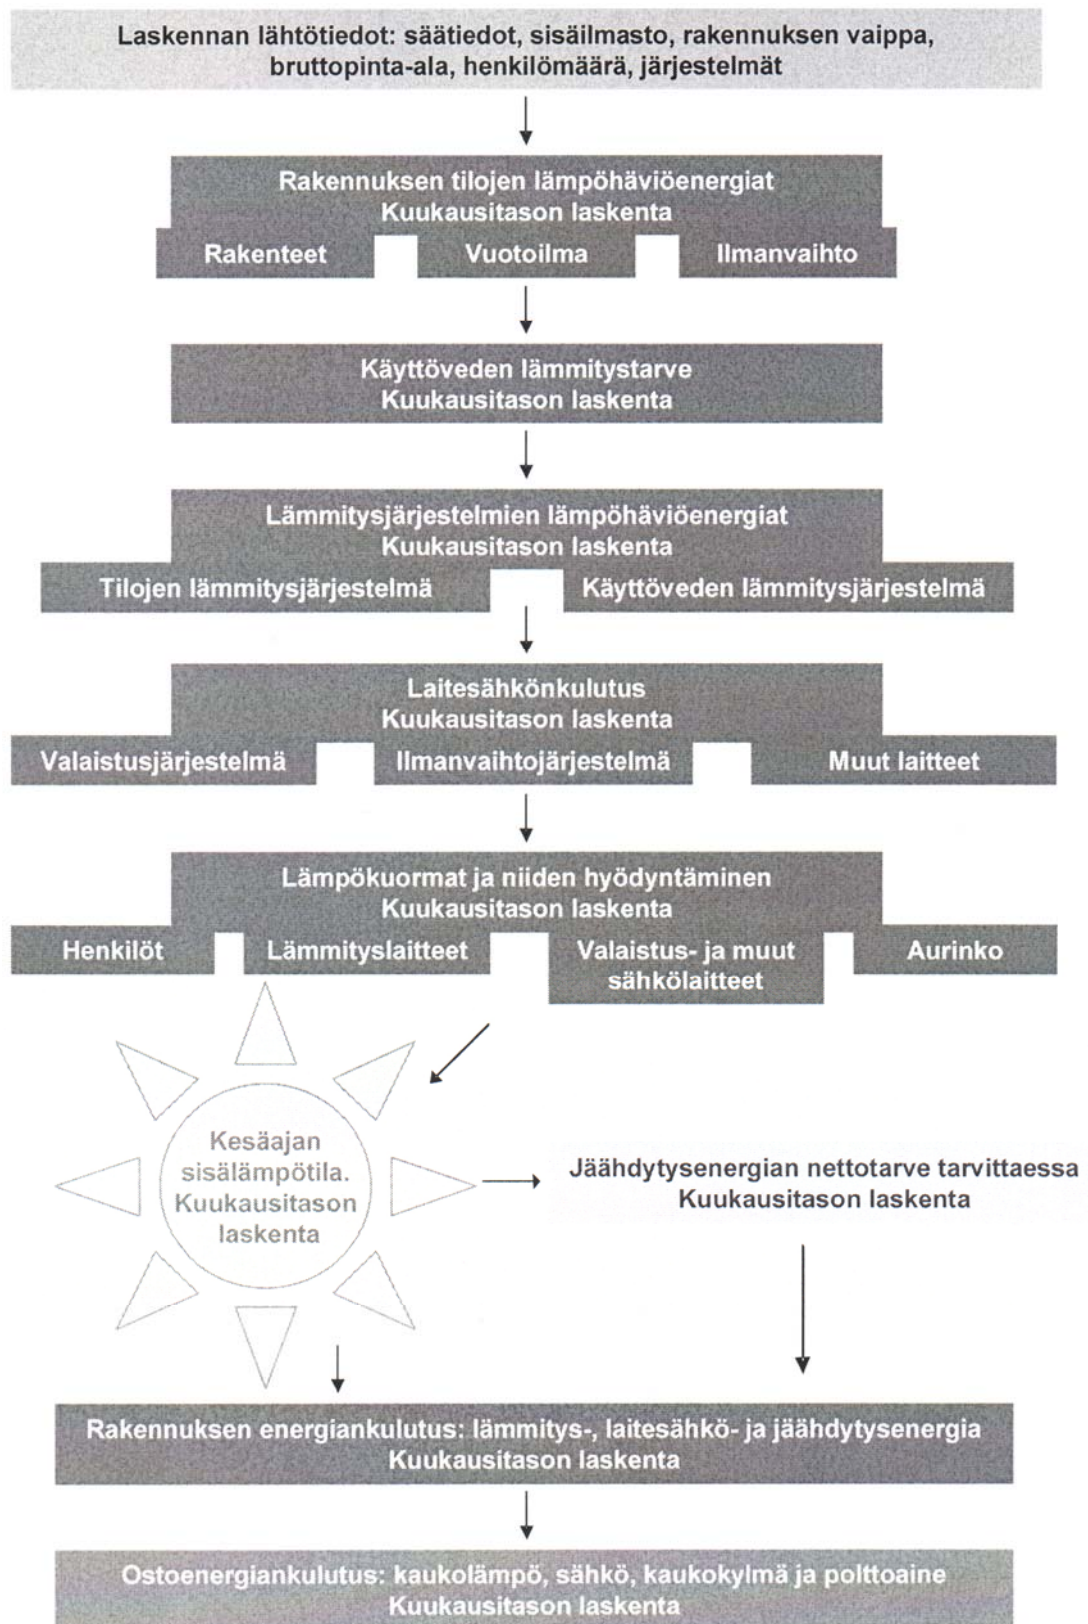 Laskennan lähtötiedot: säätiedot, sisäilmasto, rakennuksen vaippa,
bruttopinta-ala, henkilömäärä, järjestelmät
Rakennuksen tilojen lämpöhäviöenergiat
Kuukausitason laskenta
Rakenteet
Vuotoilma
Ilmanvaihto
Käyttöveden lämmitystarve
Kuukausitason laskenta
Lämmitysjärjestelmien lämpöhäviöenergiat
Kuukausitason laskenta
Tilojen lämmitysjärjestelmä
Käyttöveden lämmitysjärjestelmä
Laitesähkönkulutus
Kuukausitason laskenta
Valaistusjärjestelmä
Ilmanvaihtojärjestelmä
Muut laitteet
Lämpökuormat ja niiden hyödyntäminen
Kuukausitason laskenta
Henkilöt
Lämmityslaitteet
Valaistus- ja muut
sähkölaitteet
Aurinko
Kesäajan
sisälämpötila.
Kuukausitason
laskenta
Jäähdytysenergian nettotarve tarvittaessa
Kuukausitason laskenta
Rakennuksen energiankulutus: lämmitys-, laitesähkö- ja jäähdytysenergia
Kuukausitason laskenta
Ostoenergiankulutus: kaukolämpö, sähkö, kaukokylmä ja polttoaine
Kuukausitason laskenta